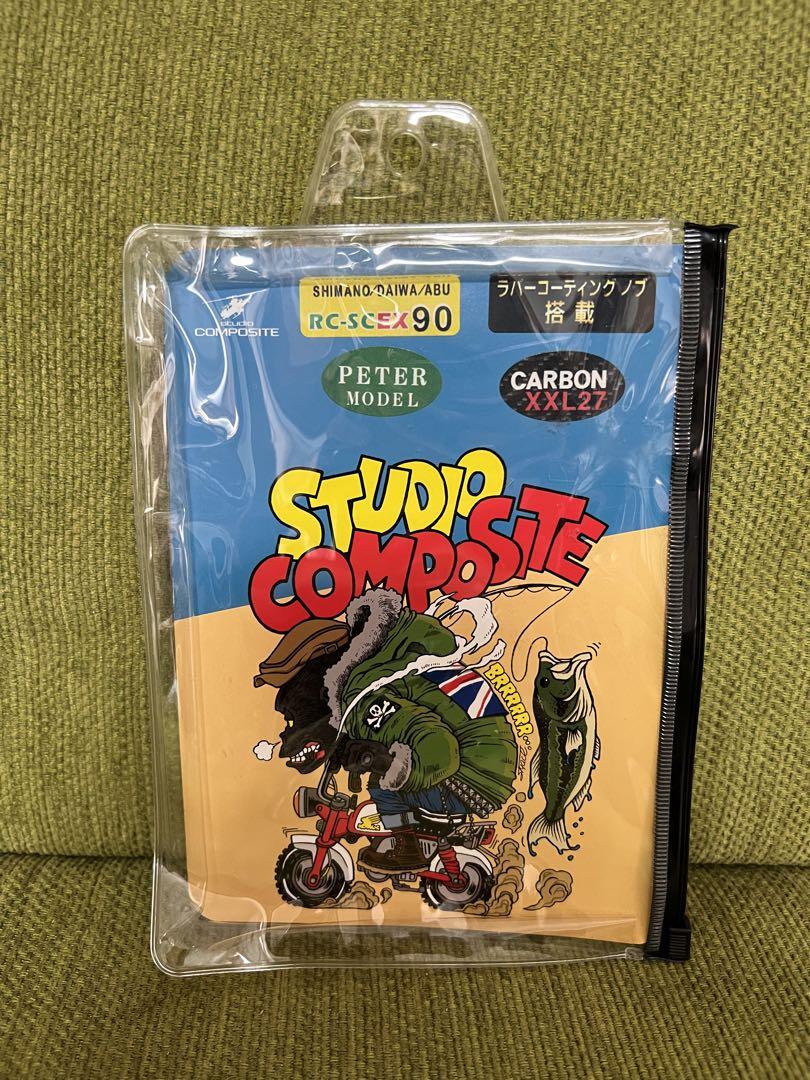 STUDIO
COMPOSITE
SHIMANO/DAIWA/ABU
RC-SCEX90
ラバーコーティングノブ
搭載
PETER
MODEL
CARBON
XXL27
STUDIO
COMPOSITE
BRRRRRR